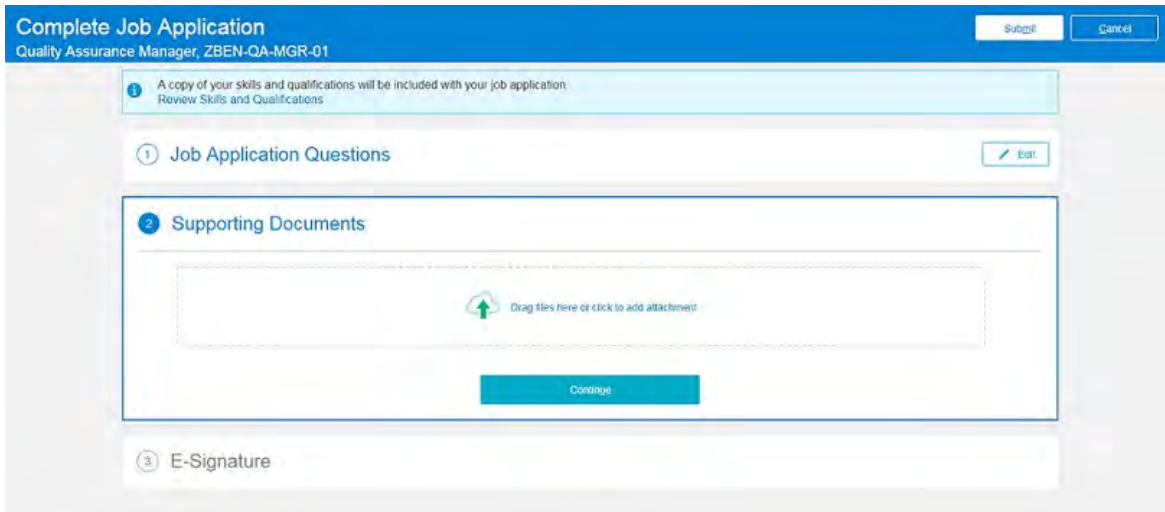 Complete Job Application
Quality Assurance Manager, ZBEN-QA-MGR-01
Submit
Cancel
A copy of your skills and qualifications will be included with your job application
Review Skills and Qualifications
1 Job Application Questions
Edit
2 Supporting Documents
Drag files here or click to add attachment
Continue
3 E-Signature